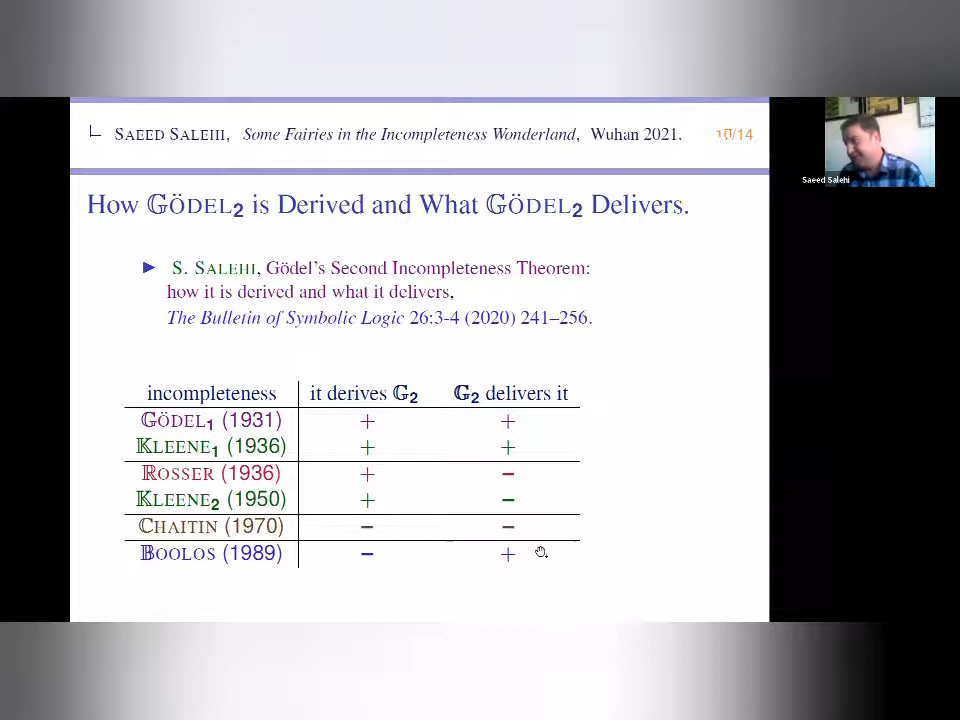 SAEED SALEHI, Some Fairies in the Incompleteness Wonderland, Wuhan 2021. /14
Saeed Salehi
How GÖDEL2 is Derived and What GÖDEL2 Delivers.
► S. SALEHI, Gödel's Second Incompleteness Theorem:
how it is derived and what it delivers,
The Bulletin of Symbolic Logic 26:3-4 (2020) 241–256.
incompleteness it derives G2 G2 delivers it
GÖDEL1 (1931) + +
KLEENE1 (1936) + +
ROSSER (1936) + −
KLEENE2 (1950) + −
CHAITIN (1970) − −
BOOLOS (1989) − +